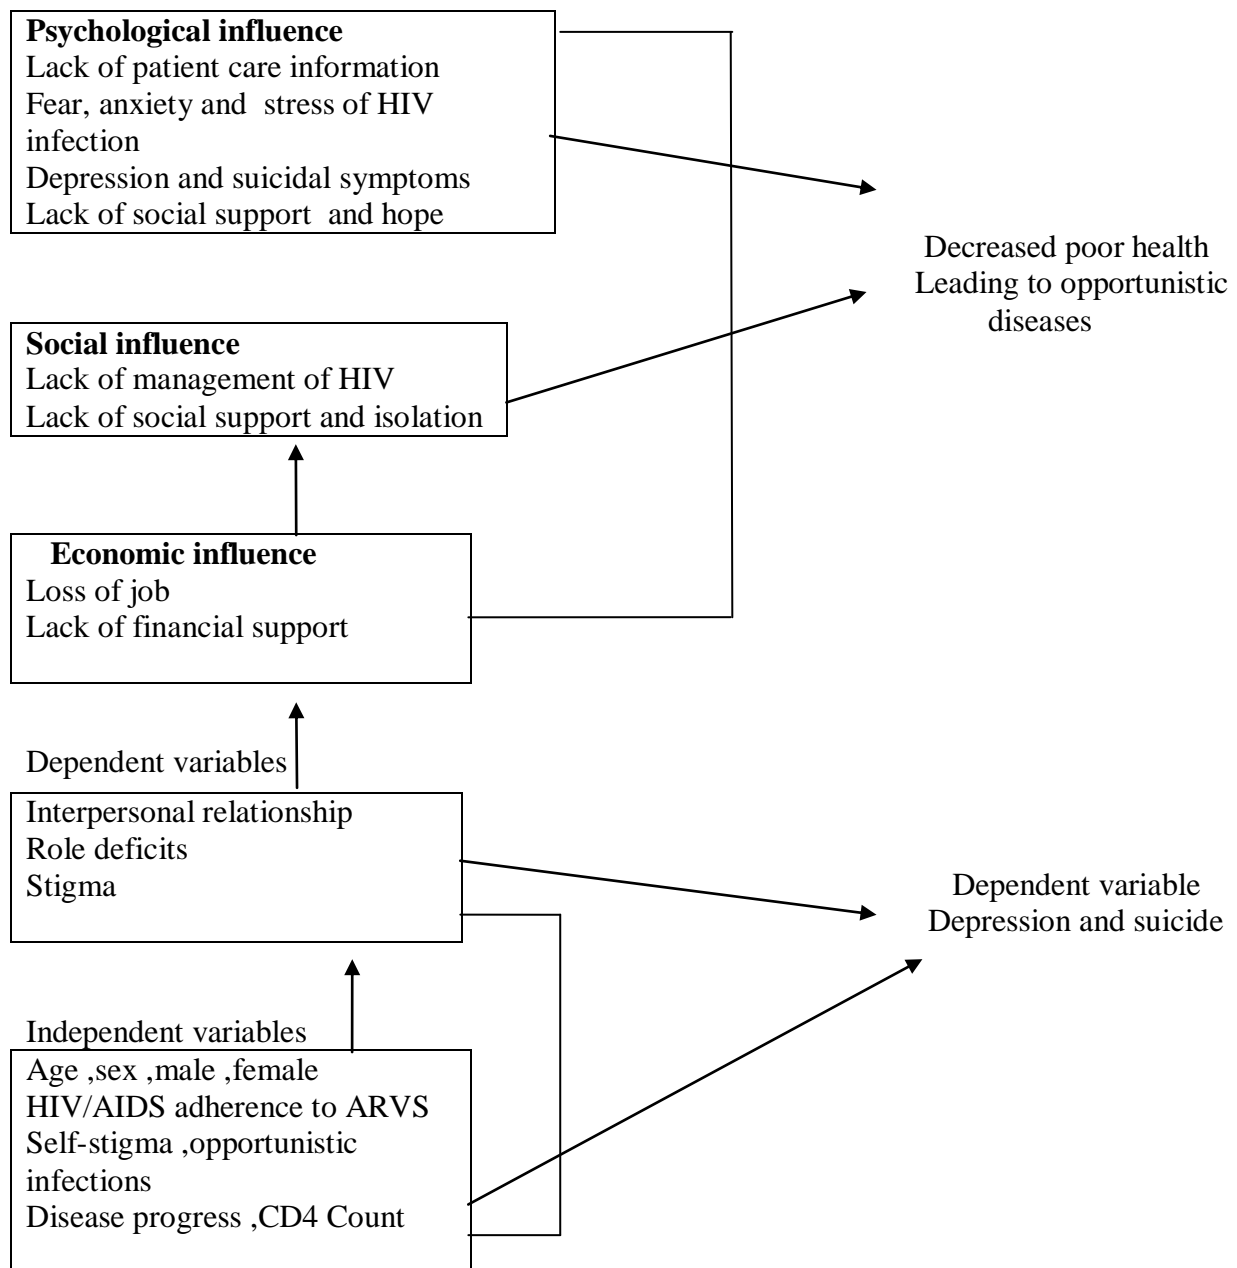 Psychological influence
Lack of patient care information
Fear, anxiety and stress of HIV
infection
Depression and suicidal symptoms
Lack of social support and hope
Decreased poor health
Leading to opportunistic
diseases
Social influence
Lack of management of HIV
Lack of social support and isolation
Economic influence
Loss of job
Lack of financial support
Dependent variables
Interpersonal relationship
Role deficits
Stigma
Dependent variable
Depression and suicide
Independent variables
Age ,sex ,male ,female
HIV/AIDS adherence to ARVS
Self-stigma ,opportunistic
infections
Disease progress ,CD4 Count